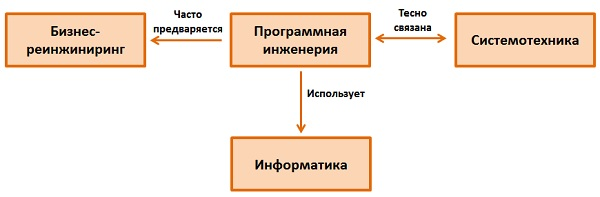 Бизнес-
реинжиниринг
Часто
предваряется
Программная
инженерия
Тесно
связана
Системотехника
Использует
Информатика